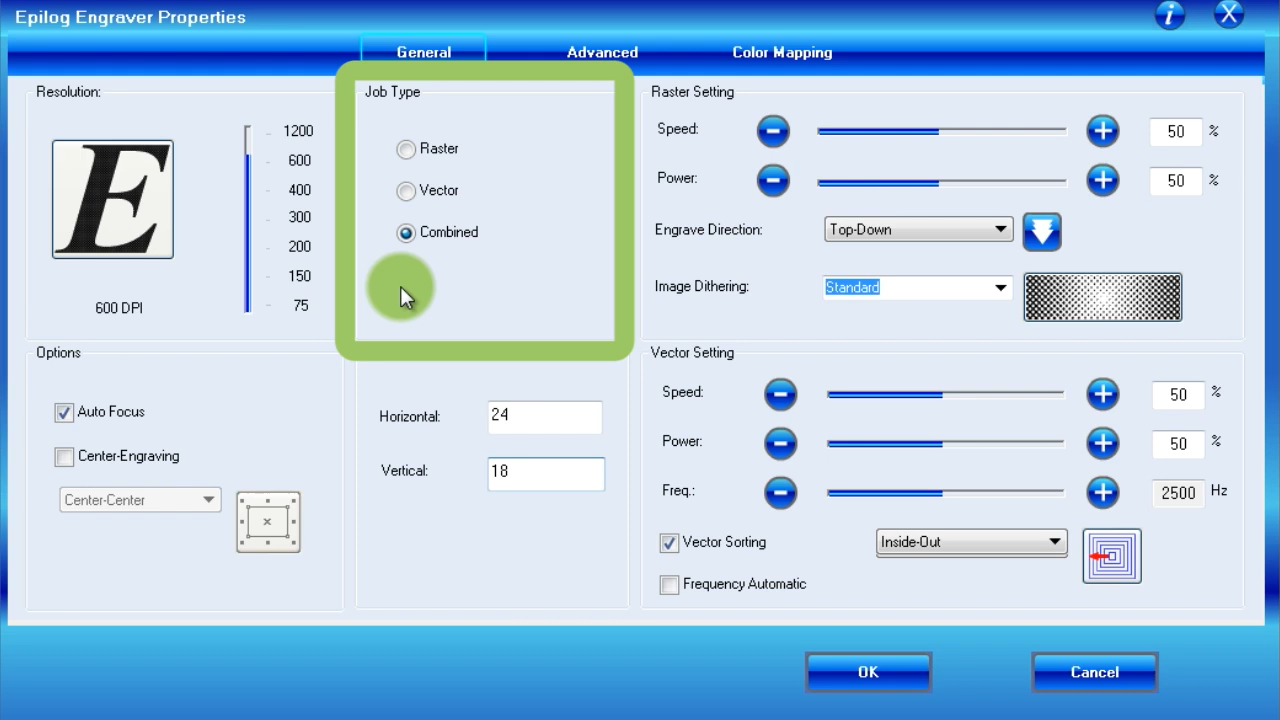 Epilog Engraver Properties
i X
General Advanced Color Mapping
Resolution:
1200
600
400
300
200
150
75
E
600 DPI
Job Type
Raster
Vector
Combined
Raster Setting
Speed: 50 %
Power: 50 %
Engrave Direction: Top-Down
Image Dithering: Standard
Options
Auto Focus
Center-Engraving
Center-Center
Horizontal: 24
Vertical: 18
Vector Setting
Speed: 50 %
Power: 50 %
Freq.: 2500 Hz
Vector Sorting Inside-Out
Frequency Automatic
OK Cancel